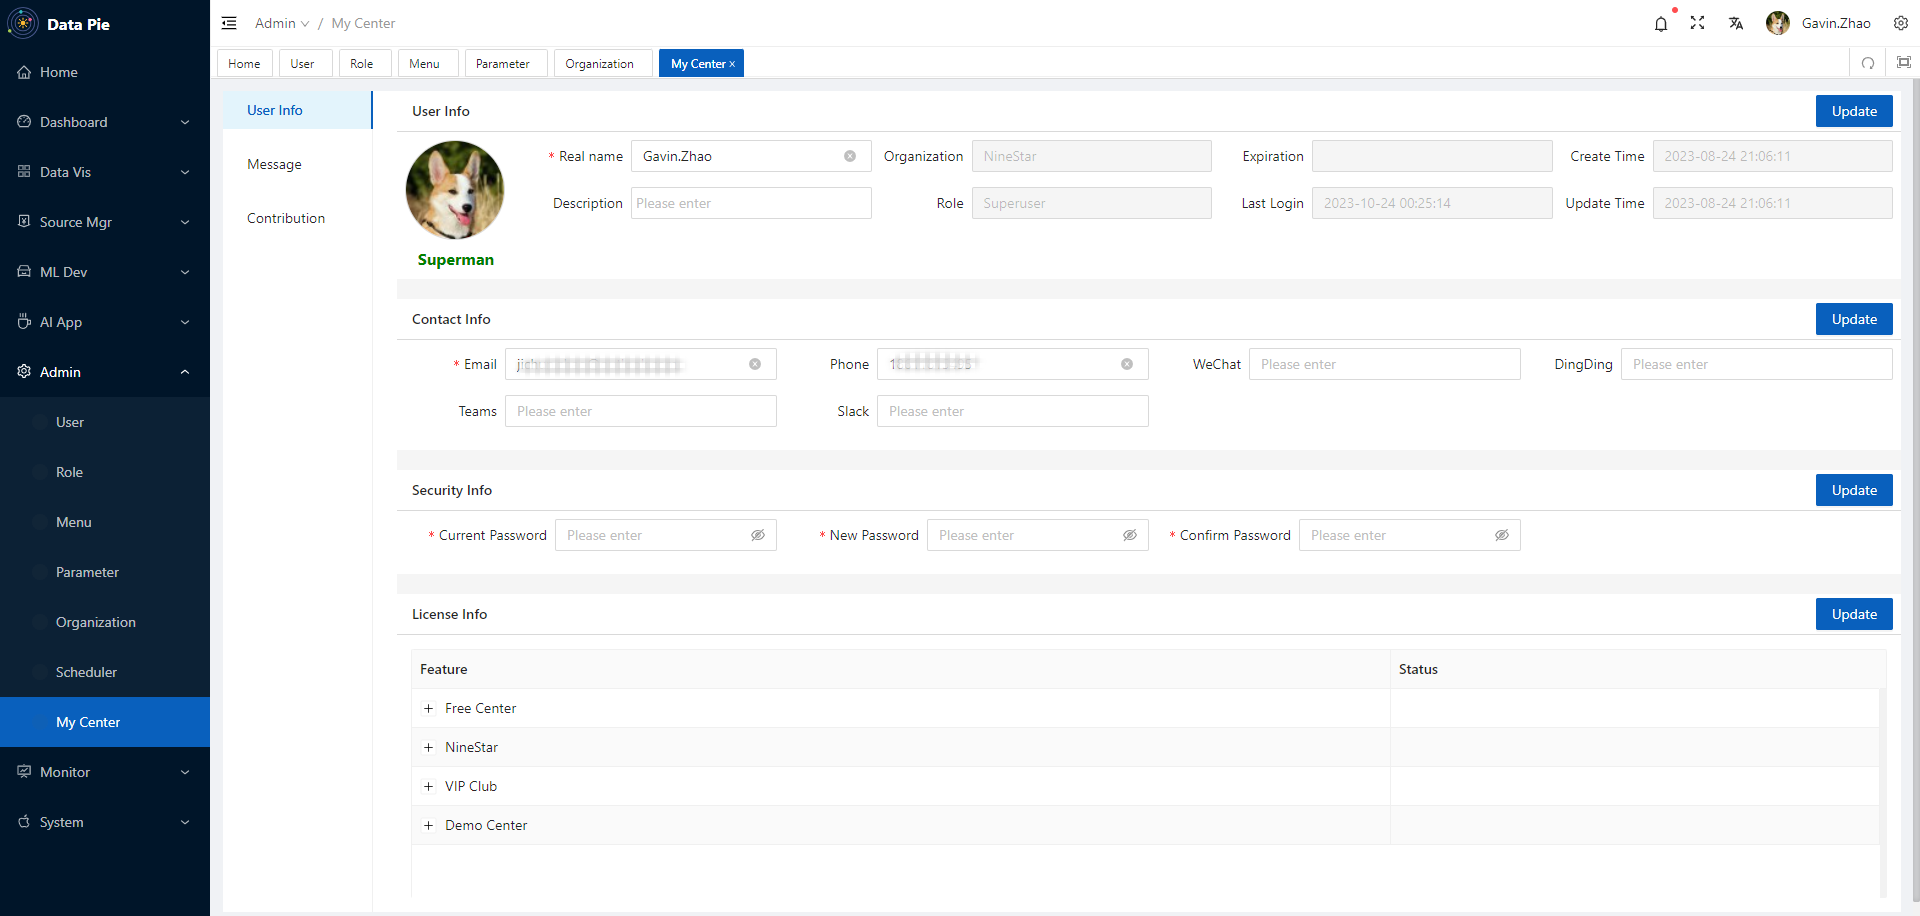 Data Pie
Home
Dashboard
Data Vis
Source Mgr
ML Dev
AI App
Admin
User
Role
Menu
Parameter
Organization
Scheduler
My Center
Monitor
System
Admin / My Center
Gavin.Zhao
Home User Role Menu Parameter Organization My Center ×
User Info
Message
Contribution
User Info Update
* Real name Gavin.Zhao Organization NineStar Expiration Create Time 2023-08-24 21:06:11
Description Please enter Role Superuser Last Login 2023-10-24 00:25:14 Update Time 2023-08-24 21:06:11
Superman
Contact Info Update
* Email Phone WeChat Please enter DingDing Please enter
Teams Please enter Slack Please enter
Security Info Update
* Current Password Please enter * New Password Please enter * Confirm Password Please enter
License Info Update
Feature Status
+ Free Center
+ NineStar
+ VIP Club
+ Demo Center